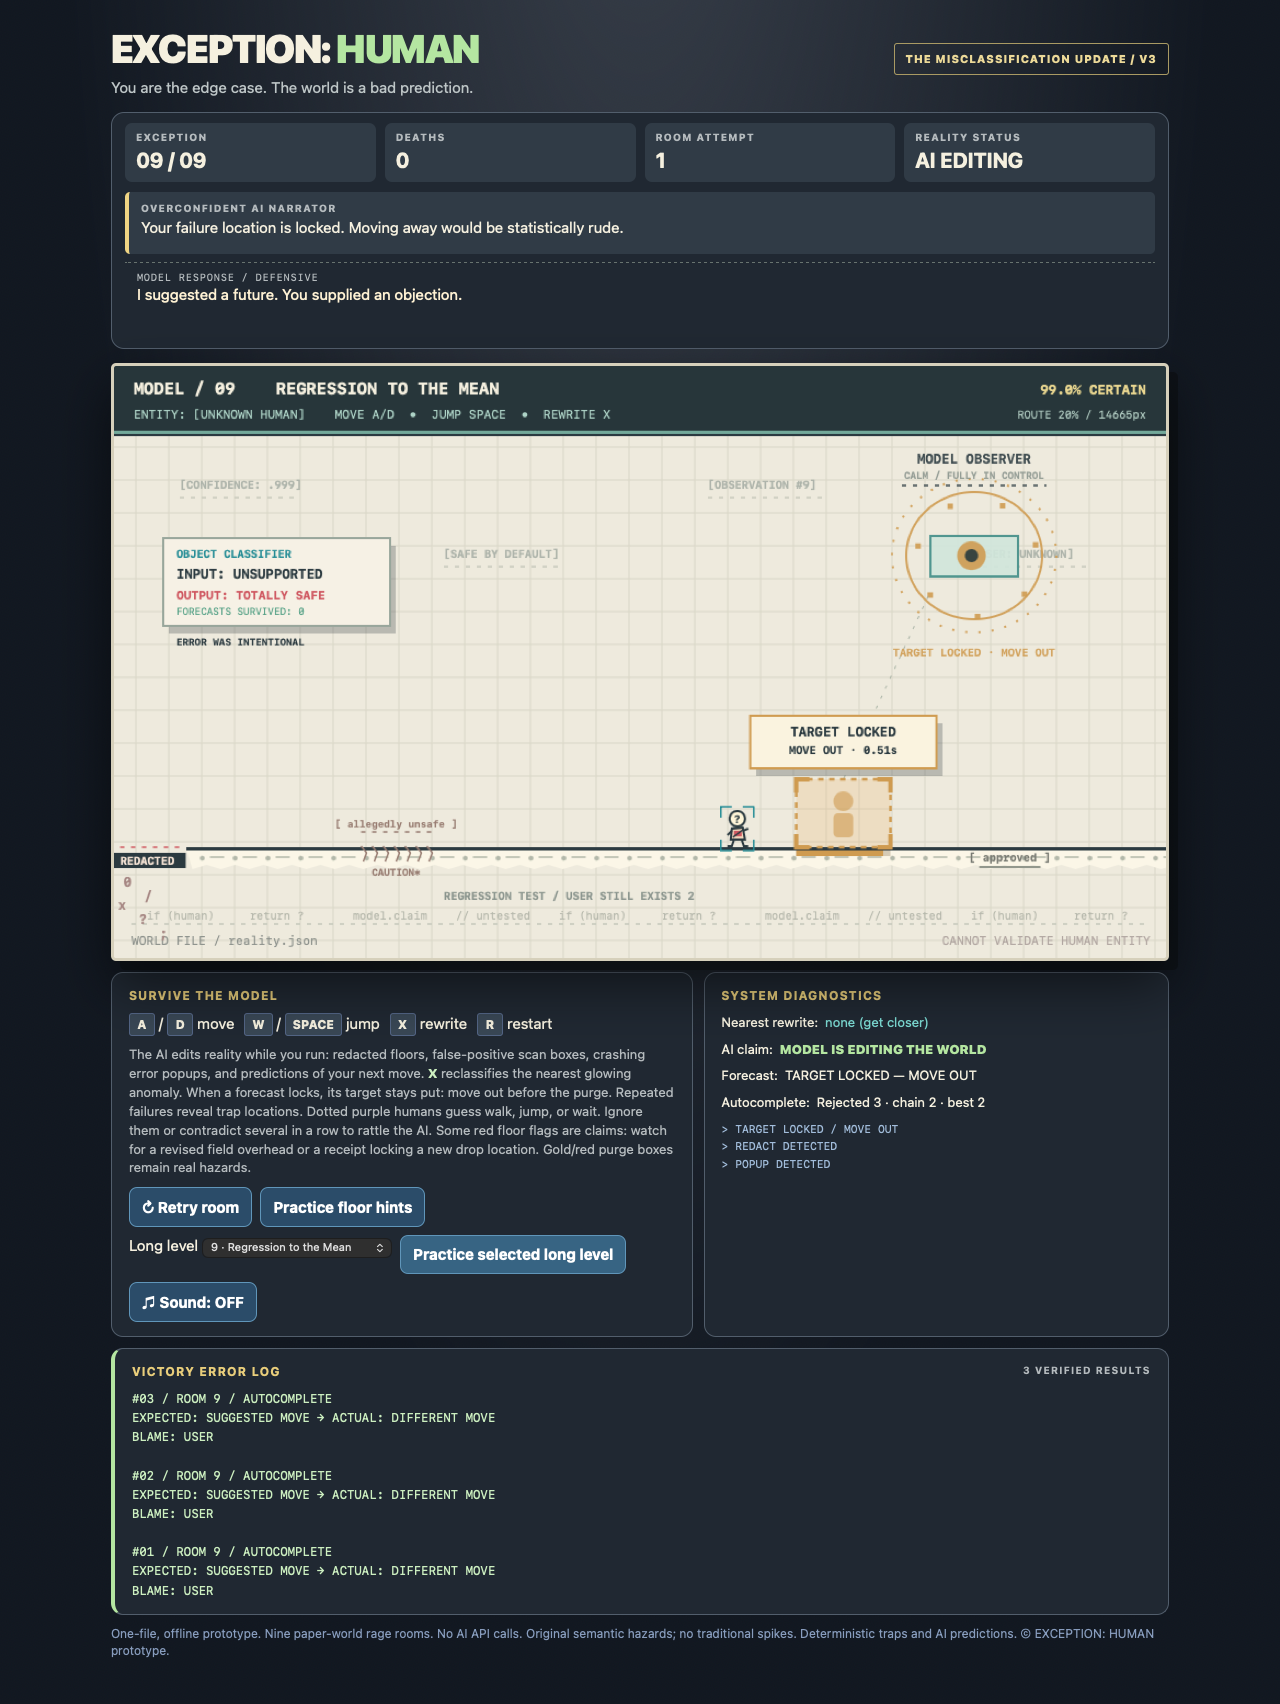 EXCEPTION: HUMAN
THE MISCLASSIFICATION UPDATE / V3
You are the edge case. The world is a bad prediction.
EXCEPTION
09 / 09
DEATHS
0
ROOM ATTEMPT
1
REALITY STATUS
AI EDITING
OVERCONFIDENT AI NARRATOR
Your failure location is locked. Moving away would be statistically rude.
MODEL RESPONSE / DEFENSIVE
I suggested a future. You supplied an objection.
MODEL / 09 REGRESSION TO THE MEAN
99.0% CERTAIN
ENTITY: [UNKNOWN HUMAN] MOVE A/D • JUMP SPACE • REWRITE X
ROUTE 20% / 14665px
MODEL OBSERVER
CALM / FULLY IN CONTROL
[CONFIDENCE: .999]
[OBSERVATION #9]
OBJECT CLASSIFIER
INPUT: UNSUPPORTED
OUTPUT: TOTALLY SAFE
FORECASTS SURVIVED: 0
ERROR WAS INTENTIONAL
[SAFE BY DEFAULT]
UNKNOWN]
TARGET LOCKED · MOVE OUT
TARGET LOCKED
MOVE OUT · 0.51s
?
[ allegedly unsafe ]
REDACTED
[ approved ]
CAUTION*
0
/
x
?
REGRESSION TEST / USER STILL EXISTS 2
if (human) return ? model.claim // untested if (human) return ? model.claim // untested if (human) return ?
WORLD FILE / reality.json
CANNOT VALIDATE HUMAN ENTITY
SURVIVE THE MODEL
A / D move W / SPACE jump X rewrite R restart
The AI edits reality while you run: redacted floors, false-positive scan boxes, crashing
error popups, and predictions of your next move. X reclassifies the nearest glowing
anomaly. When a forecast locks, its target stays put: move out before the purge. Repeated
failures reveal trap locations. Dotted purple humans guess walk, jump, or wait. Ignore
them or contradict several in a row to rattle the AI. Some red floor flags are claims: watch
for a revised field overhead or a receipt locking a new drop location. Gold/red purge boxes
remain real hazards.
↻ Retry room
Practice floor hints
Long level 9 · Regression to the Mean
Practice selected long level
♫ Sound: OFF
SYSTEM DIAGNOSTICS
Nearest rewrite: none (get closer)
AI claim: MODEL IS EDITING THE WORLD
Forecast: TARGET LOCKED — MOVE OUT
Autocomplete: Rejected 3 · chain 2 · best 2
> TARGET LOCKED / MOVE OUT
> REDACT DETECTED
> POPUP DETECTED
VICTORY ERROR LOG
3 VERIFIED RESULTS
#03 / ROOM 9 / AUTOCOMPLETE
EXPECTED: SUGGESTED MOVE → ACTUAL: DIFFERENT MOVE
BLAME: USER
#02 / ROOM 9 / AUTOCOMPLETE
EXPECTED: SUGGESTED MOVE → ACTUAL: DIFFERENT MOVE
BLAME: USER
#01 / ROOM 9 / AUTOCOMPLETE
EXPECTED: SUGGESTED MOVE → ACTUAL: DIFFERENT MOVE
BLAME: USER
One-file, offline prototype. Nine paper-world rage rooms. No AI API calls. Original semantic hazards; no traditional spikes. Deterministic traps and AI predictions. © EXCEPTION: HUMAN
prototype.